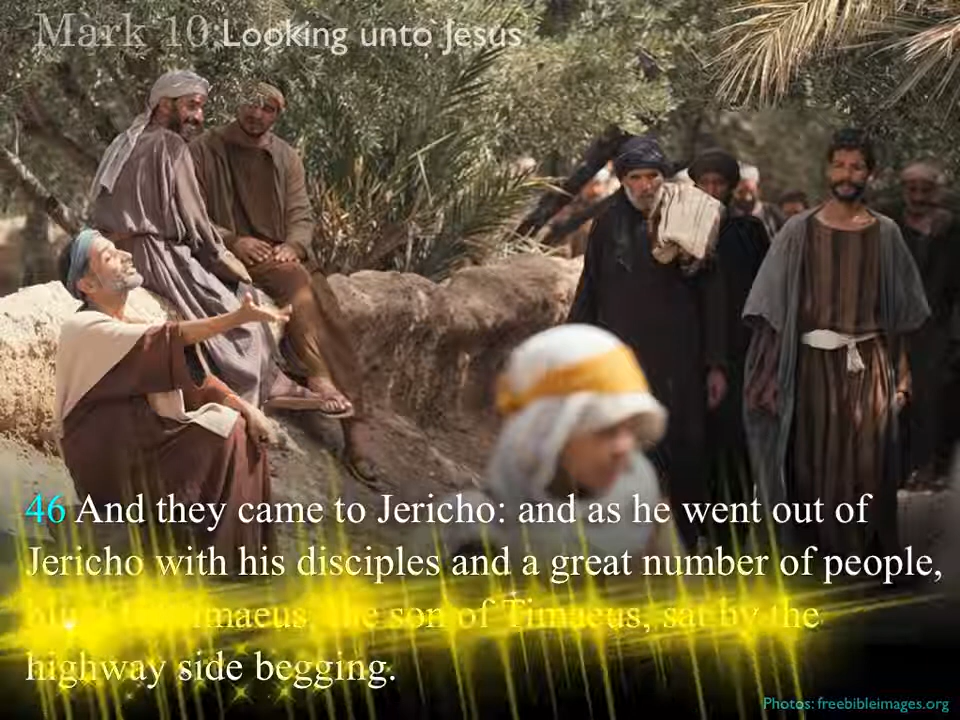 Mark 10 Looking unto Jesus
46 And they came to Jericho: and as he went out of
Jericho with his disciples and a great number of people,
the son of Timaeus, sat by the
highway side begging.
Photos: freebibleimages.org